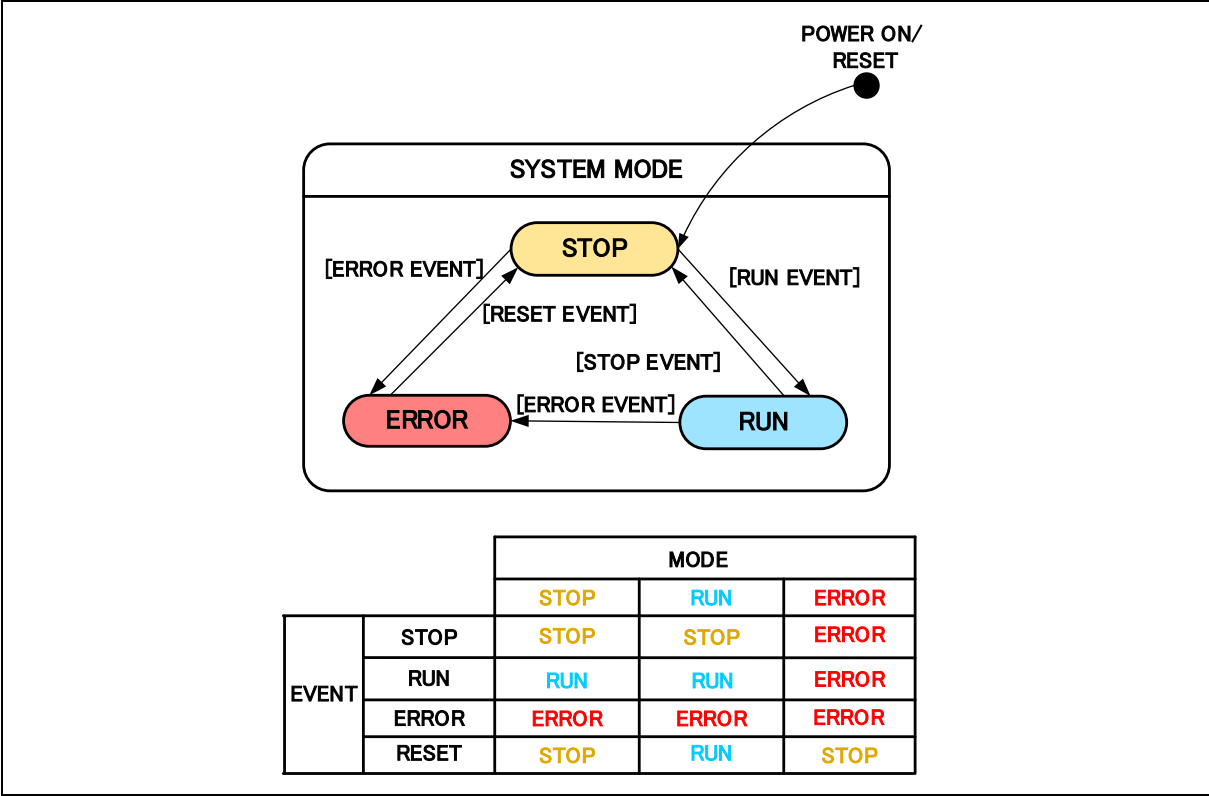 POWER ON/
RESET
SYSTEM MODE
STOP
[ERROR EVENT]
[RUN EVENT]
[RESET EVENT]
[STOP EVENT]
[ERROR EVENT]
ERROR
RUN
MODE
STOP RUN ERROR
EVENT
STOP STOP STOP ERROR
RUN RUN RUN ERROR
ERROR ERROR ERROR ERROR
RESET STOP RUN STOP